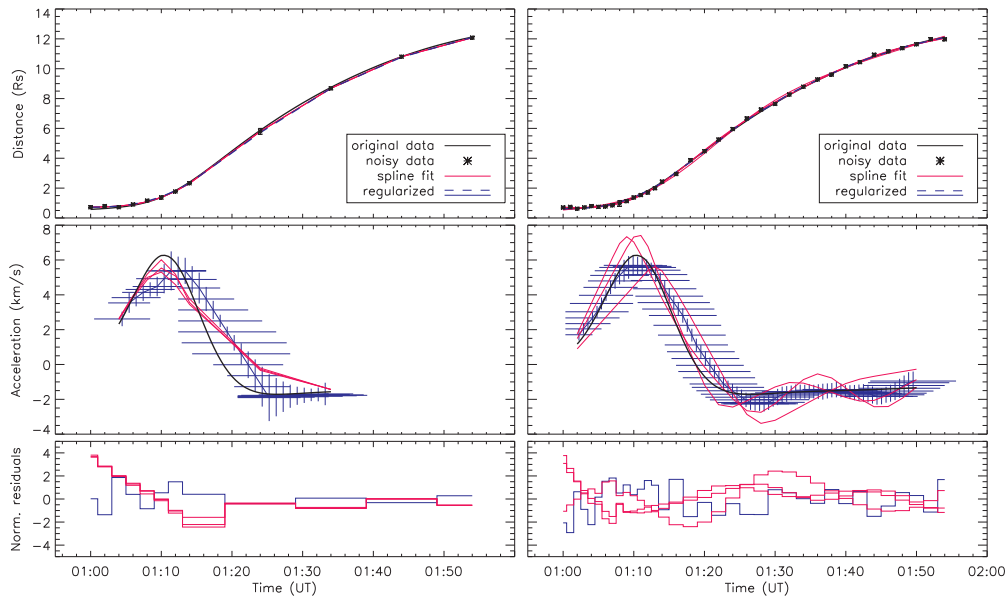 12
10
8
6
4
2
0
Distance (Rs)
original data
noisy data
spline fit
regularized
original data
noisy data
spline fit
regularized
8
6
4
2
0
−2
−4
Acceleration (km/s)
4
2
0
−2
−4
Norm. residuals
01:00 01:10 01:20 01:30 01:40 01:50
Time (UT)
01:00 01:10 01:20 01:30 01:40 01:50 02:00
Time (UT)